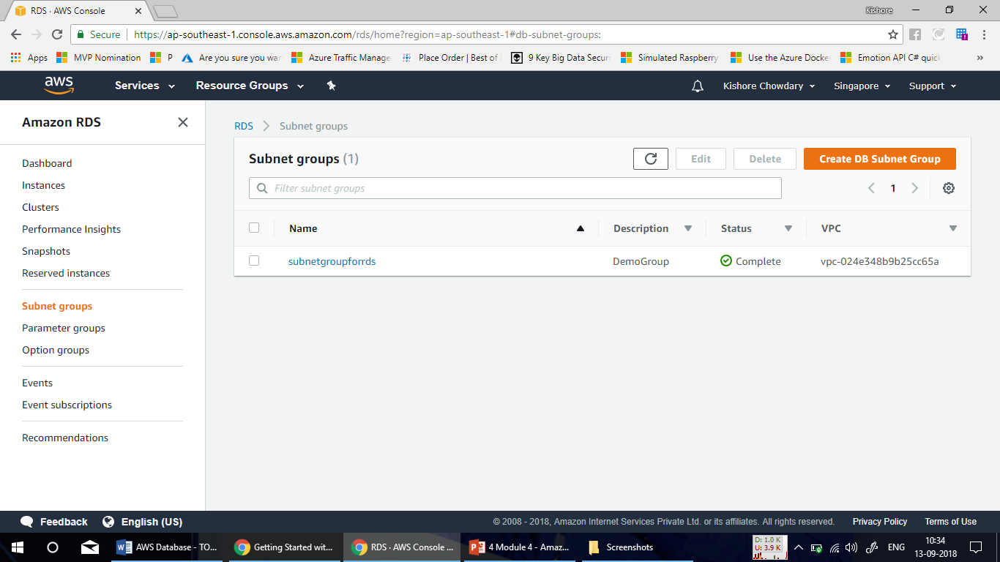 RDS · AWS Console
Kishore
Secure https://ap-southeast-1.console.aws.amazon.com/rds/home?region=ap-southeast-1#db-subnet-groups:
Apps MVP Nomination P Are you sure you wan Azure Traffic Manage Place Order | Best of 9 Key Big Data Securi Simulated Raspberry Use the Azure Docke Emotion API C# quick »
aws Services Resource Groups Kishore Chowdary Singapore Support
Amazon RDS
Dashboard
Instances
Clusters
Performance Insights
Snapshots
Reserved instances
Subnet groups
Parameter groups
Option groups
Events
Event subscriptions
Recommendations
RDS Subnet groups
Subnet groups (1) Edit Delete Create DB Subnet Group
Filter subnet groups 1
Name Description Status VPC
subnetgroupforrds DemoGroup Complete vpc-024e348b9b25cc65a
Feedback English (US) © 2008 - 2018, Amazon Internet Services Private Ltd. or its affiliates. All rights reserved. Privacy Policy Terms of Use
AWS Database - TO... Getting Started wit... RDS · AWS Console ... 4 Module 4 - Amaz... Screenshots
D: 1.0 K
U: 3.9 K
ENG
10:34
13-09-2018